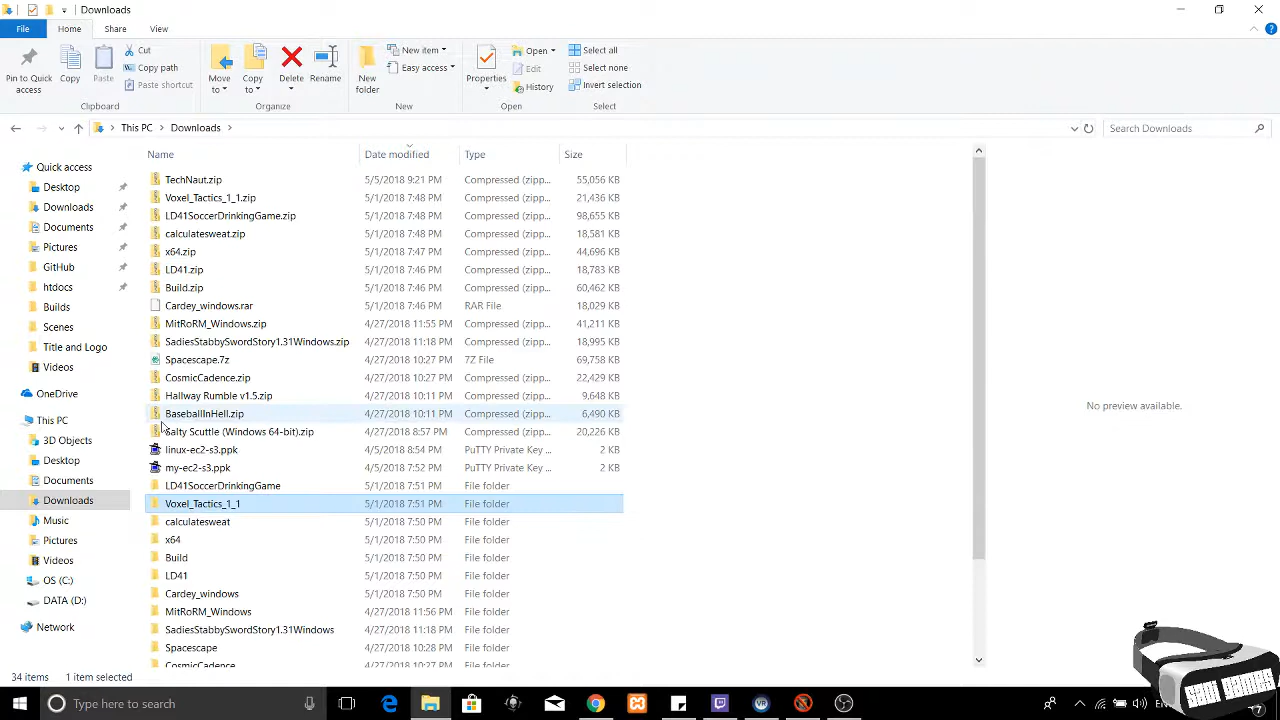 Downloads
File Home Share View
Pin to Quick access
Copy
Paste
Cut
Copy path
Paste shortcut
Move to
Copy to
Delete
Rename
New folder
New item
Easy access
Properties
Open
Edit
History
Select all
Select none
Invert selection
Clipboard Organize New Open Select
This PC Downloads
Search Downloads
Name Date modified Type Size
Quick access
Desktop
Downloads
Documents
Pictures
GitHub
htdocs
Builds
Scenes
Title and Logo
Videos
OneDrive
This PC
3D Objects
Desktop
Documents
Downloads
Music
Pictures
Videos
OS (C:)
DATA (D:)
Network
TechNaut.zip 5/5/2018 9:21 PM Compressed (zipp... 55,056 KB
Voxel_Tactics_1_1.zip 5/1/2018 7:48 PM Compressed (zipp... 21,436 KB
LD41SoccerDrinkingGame.zip 5/1/2018 7:48 PM Compressed (zipp... 98,655 KB
calculatesweat.zip 5/1/2018 7:48 PM Compressed (zipp... 18,581 KB
x64.zip 5/1/2018 7:47 PM Compressed (zipp... 44,696 KB
LD41.zip 5/1/2018 7:46 PM Compressed (zipp... 18,783 KB
Build.zip 5/1/2018 7:46 PM Compressed (zipp... 60,462 KB
Cardey_windows.rar 5/1/2018 7:46 PM RAR File 18,029 KB
MitRoRM_Windows.zip 4/27/2018 11:55 PM Compressed (zipp... 41,211 KB
SadiesStabbySwordStory1.31Windows.zip 4/27/2018 11:18 PM Compressed (zipp... 18,995 KB
Spacescape.7z 4/27/2018 10:27 PM 7Z File 69,758 KB
CosmicCadence.zip 4/27/2018 10:27 PM Compressed (zipp... 22,429 KB
Hallway Rumble v1.5.zip 4/27/2018 10:11 PM Compressed (zipp... 9,648 KB
BaseballInHell.zip 4/27/2018 10:11 PM Compressed (zipp... 6,490 KB
Salty Scuttle (Windows 64-bit).zip 4/27/2018 8:57 PM Compressed (zipp... 20,226 KB
linux-ec2-s3.ppk 4/5/2018 8:54 PM PuTTY Private Key ... 2 KB
my-ec2-s3.ppk 4/5/2018 7:52 PM PuTTY Private Key ... 2 KB
LD41SoccerDrinkingGame 5/1/2018 7:51 PM File folder
Voxel_Tactics_1_1 5/1/2018 7:51 PM File folder
calculatesweat 5/1/2018 7:50 PM File folder
x64 5/1/2018 7:50 PM File folder
Build 5/1/2018 7:50 PM File folder
LD41 5/1/2018 7:50 PM File folder
Cardey_windows 5/1/2018 7:50 PM File folder
MitRoRM_Windows 4/27/2018 11:56 PM File folder
SadiesStabbySwordStory1.31Windows 4/27/2018 11:18 PM File folder
Spacescape 4/27/2018 10:28 PM File folder
CosmicCadence 4/27/2018 10:27 PM File folder
No preview available.
34 items 1 item selected
Type here to search